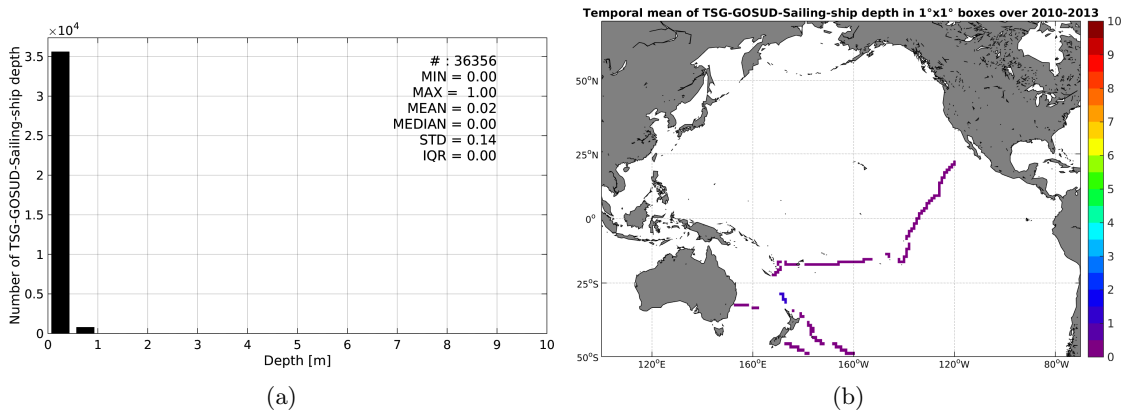 ×10⁴
Number of TSG-GOSUD-Sailing-ship depth
3.5
3
2.5
2
1.5
1
0.5
0
# : 36356
MIN = 0.00
MAX = 1.00
MEAN = 0.02
MEDIAN = 0.00
STD = 0.14
IQR = 0.00
0 1 2 3 4 5 6 7 8 9 10
Depth [m]
(a)
Temporal mean of TSG-GOSUD-Sailing-ship depth in 1°x1° boxes over 2010-2013
50°N
25°N
0°
25°S
50°S
120°E 160°E 160°W 120°W 80°W
10
9
8
7
6
5
4
3
2
1
0
(b)